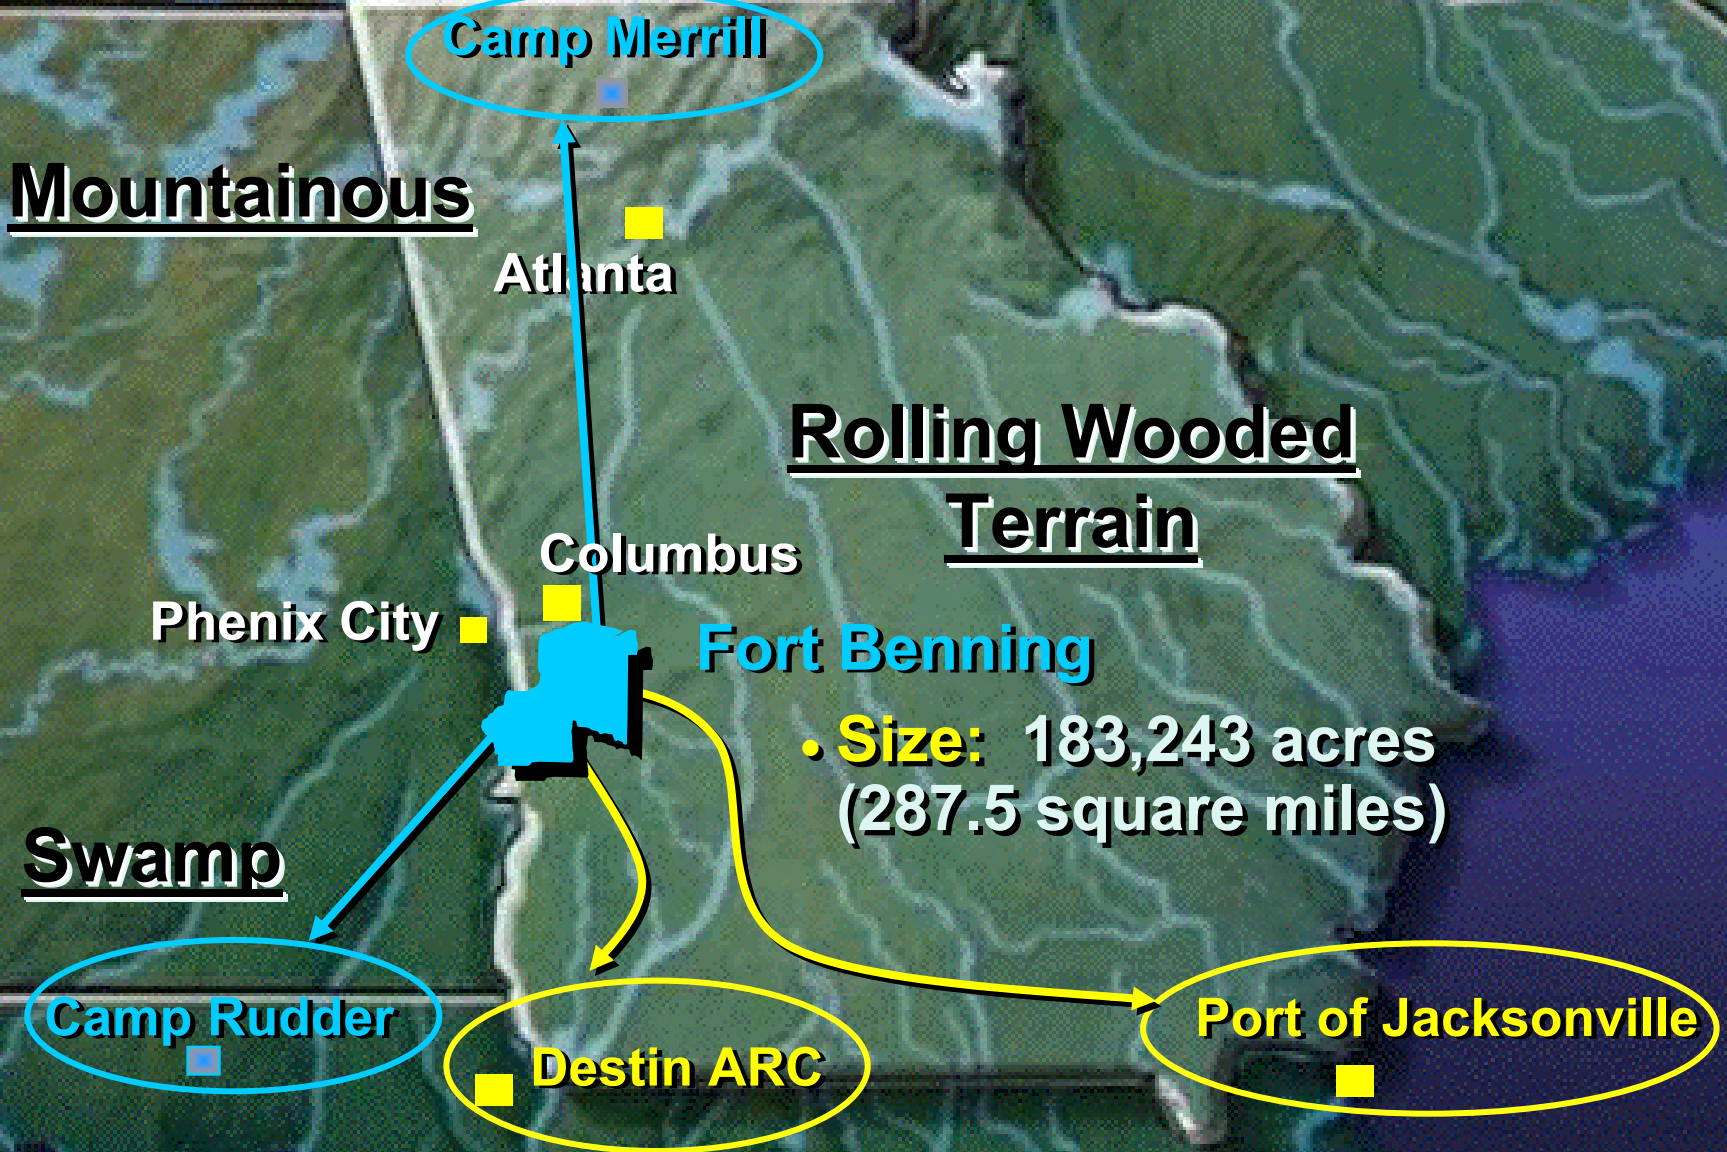 Camp Merrill
Mountainous
Atlanta
Rolling Wooded
Terrain
Columbus
Phenix City
Fort Benning
• Size: 183,243 acres
(287.5 square miles)
Swamp
Camp Rudder
Port of Jacksonville
Destin ARC